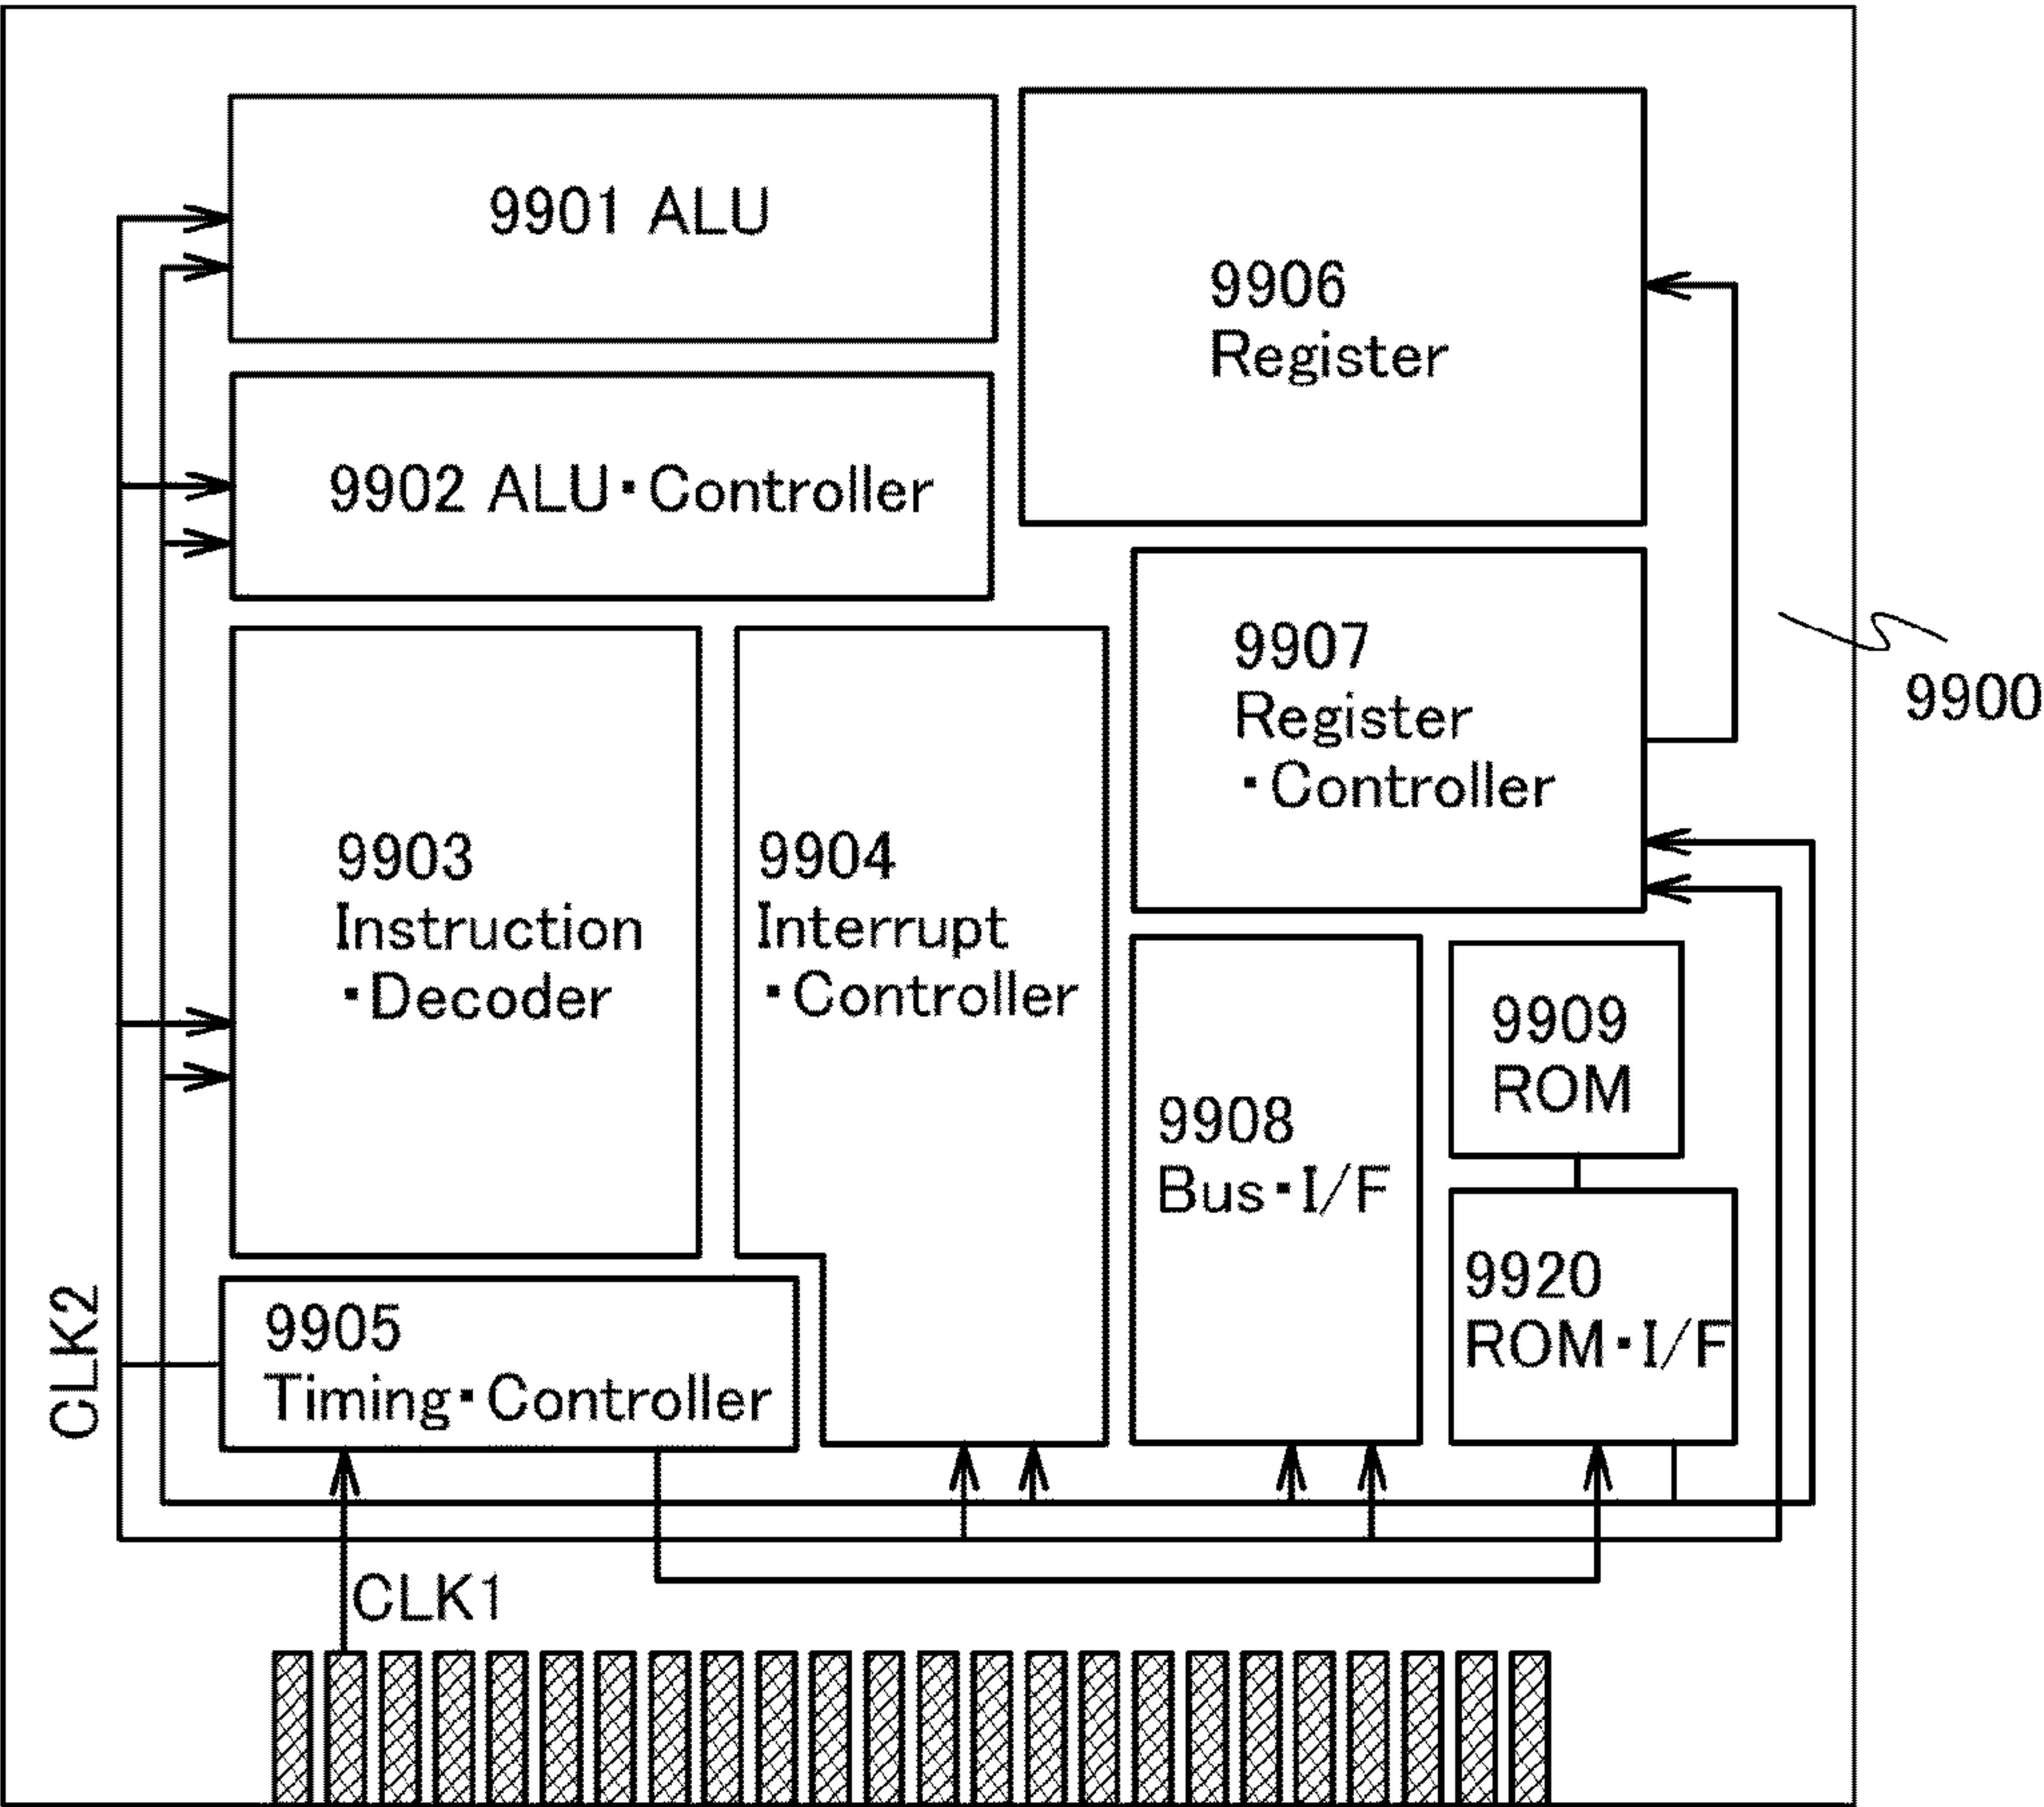 9901 ALU
9906
Register
9902 ALU・Controller
9907
Register
・Controller
9900
9903
Instruction
・Decoder
9904
Interrupt
・Controller
9909
ROM
9908
Bus・I/F
9920
ROM・I/F
CLK2
9905
Timing・Controller
CLK1